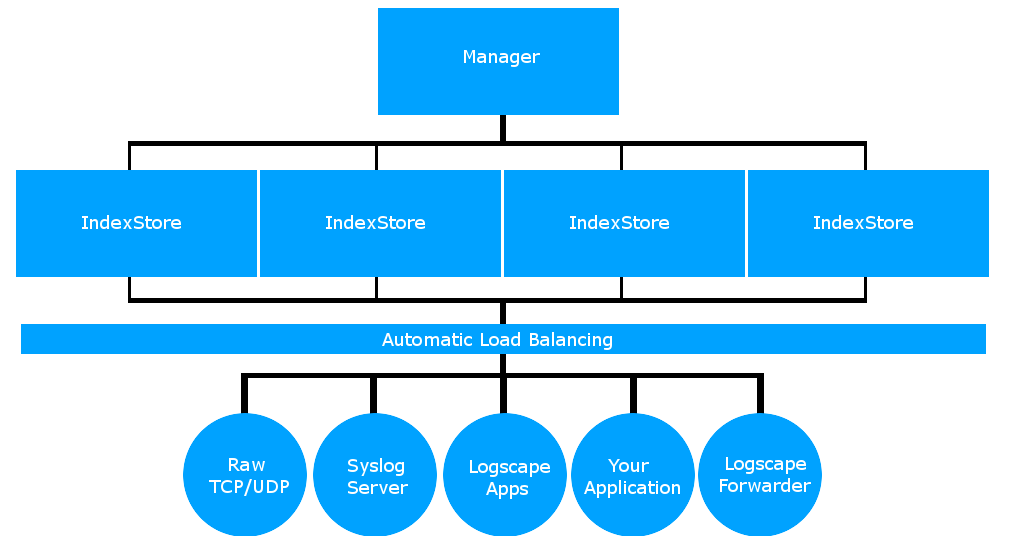 Manager
IndexStore
IndexStore
IndexStore
IndexStore
Automatic Load Balancing
Raw
TCP/UDP
Syslog
Server
Logscape
Apps
Your
Application
Logscape
Forwarder